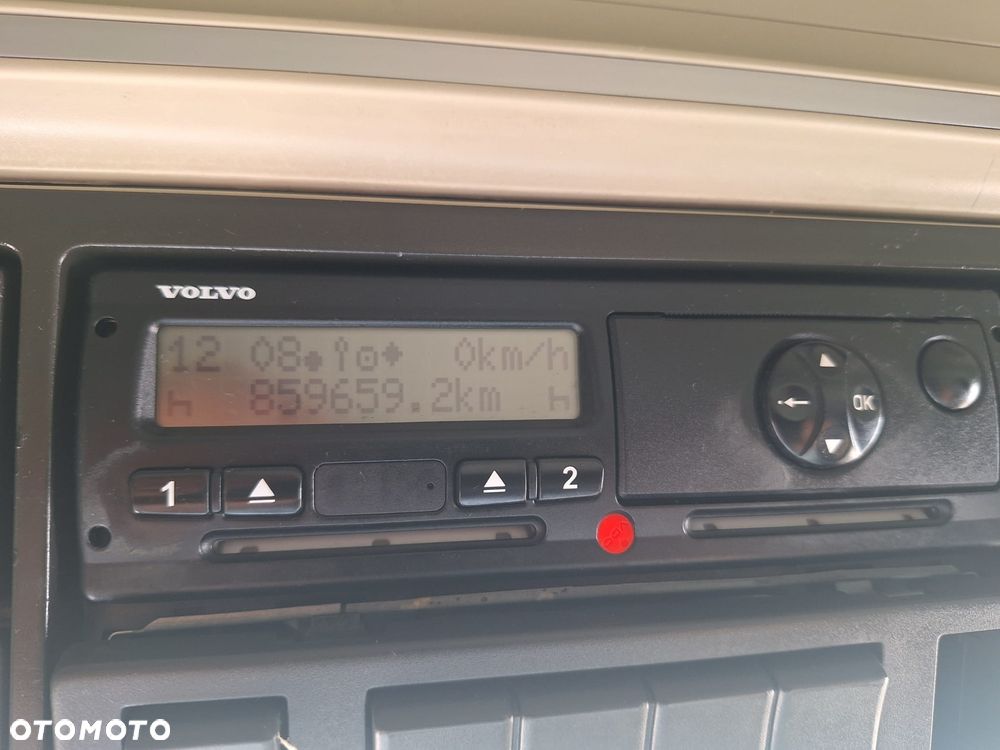 VOLVO
12 08 0km/h
h 859659.2km h
1 2
OK
OTOMOTO